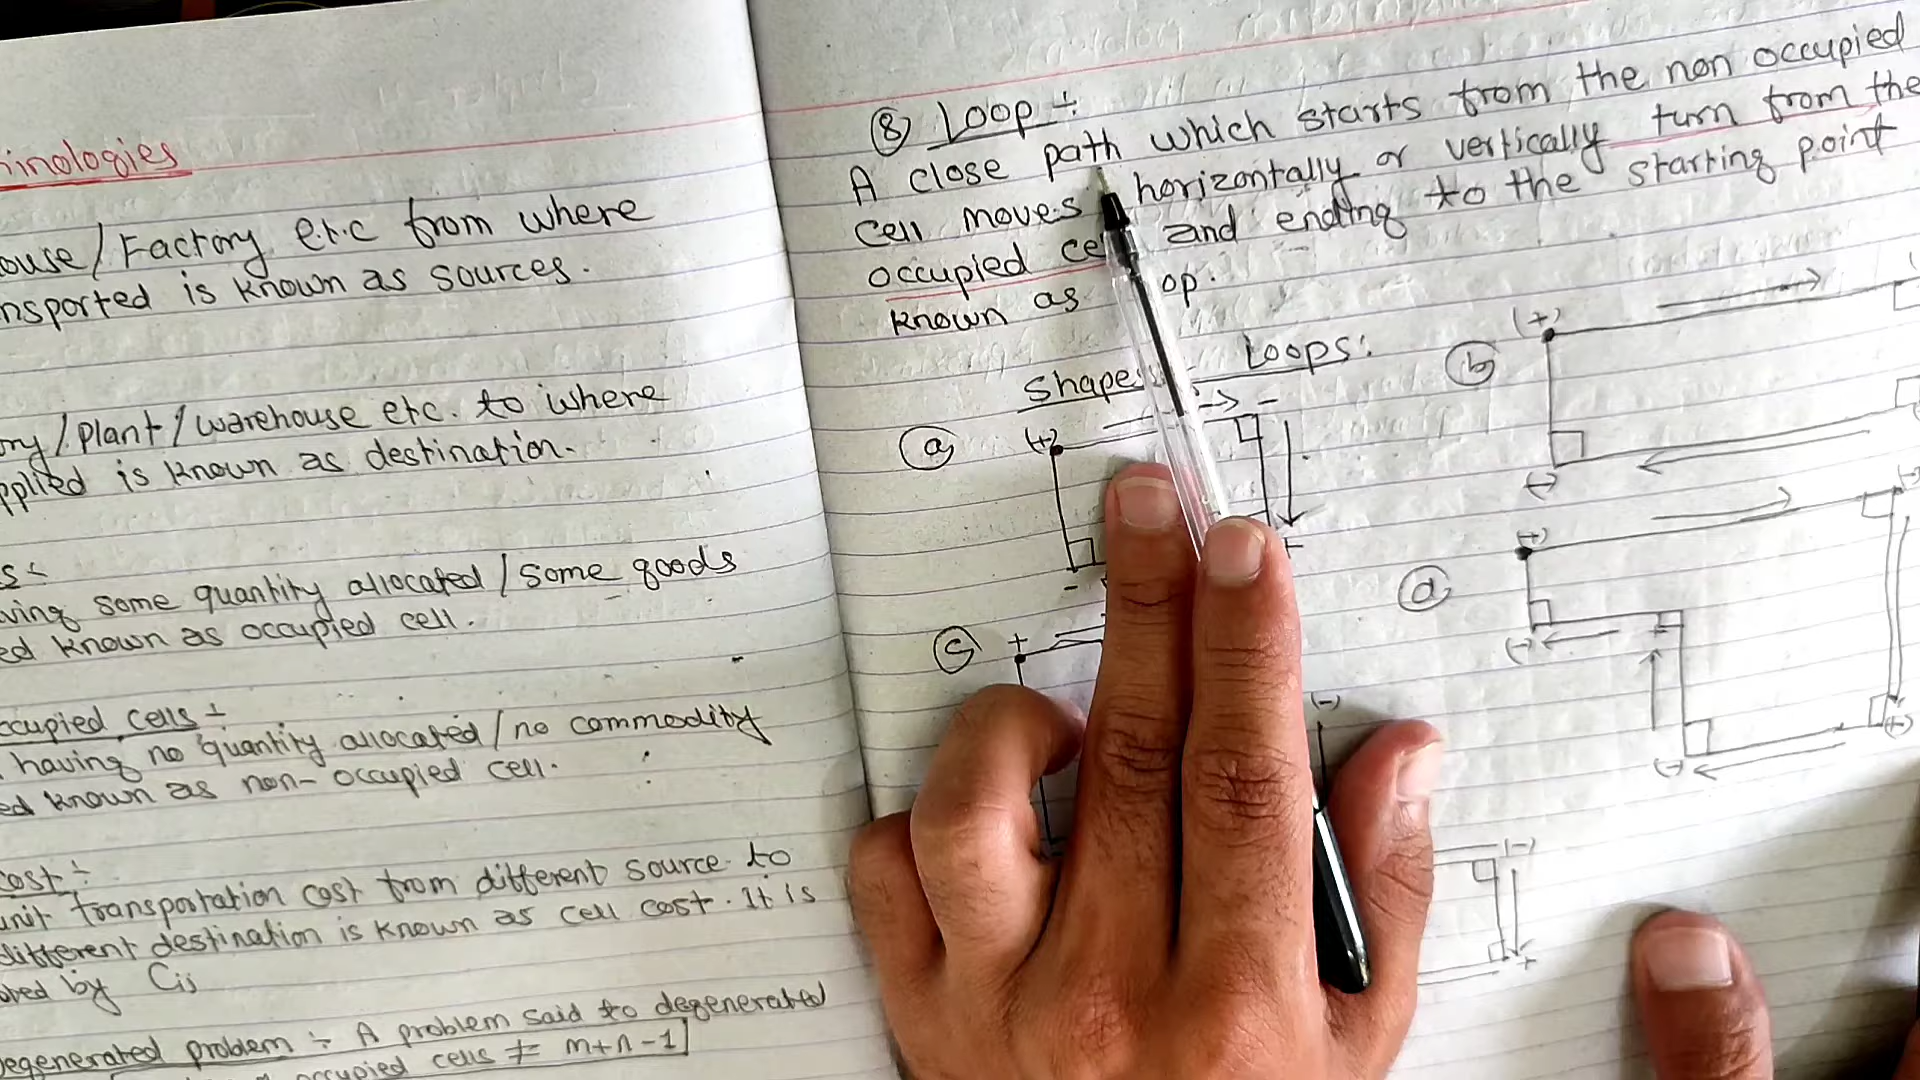 ouse/Factory etc from where
nsported is known as sources.
ory/plant/warehouse etc. to where
pplied is known as destination.
ving some quantity allocated/some goods
ed known as occupied cell.
ccupied cells ÷
having no quantity allocated/no commodity
ed known as non-occupied cell.
cost ÷
unit transportation cost from different source to
different destination is known as cell cost. It is
by Cij
egenerated problem ÷ A problem said to degenerated
occupied cells ≠ m+n-1
⑧ Loop ÷
A close path which starts from the non occupied
cell moves horizontally or vertically turn from the
occupied ce and ending to the starting point
known as op.
Shape Loops:
ⓐ (+) -
- +
ⓑ (+)
(-)
ⓒ + (-)
ⓓ (+) (-)
(-) +
(-) (+)
(-)
+